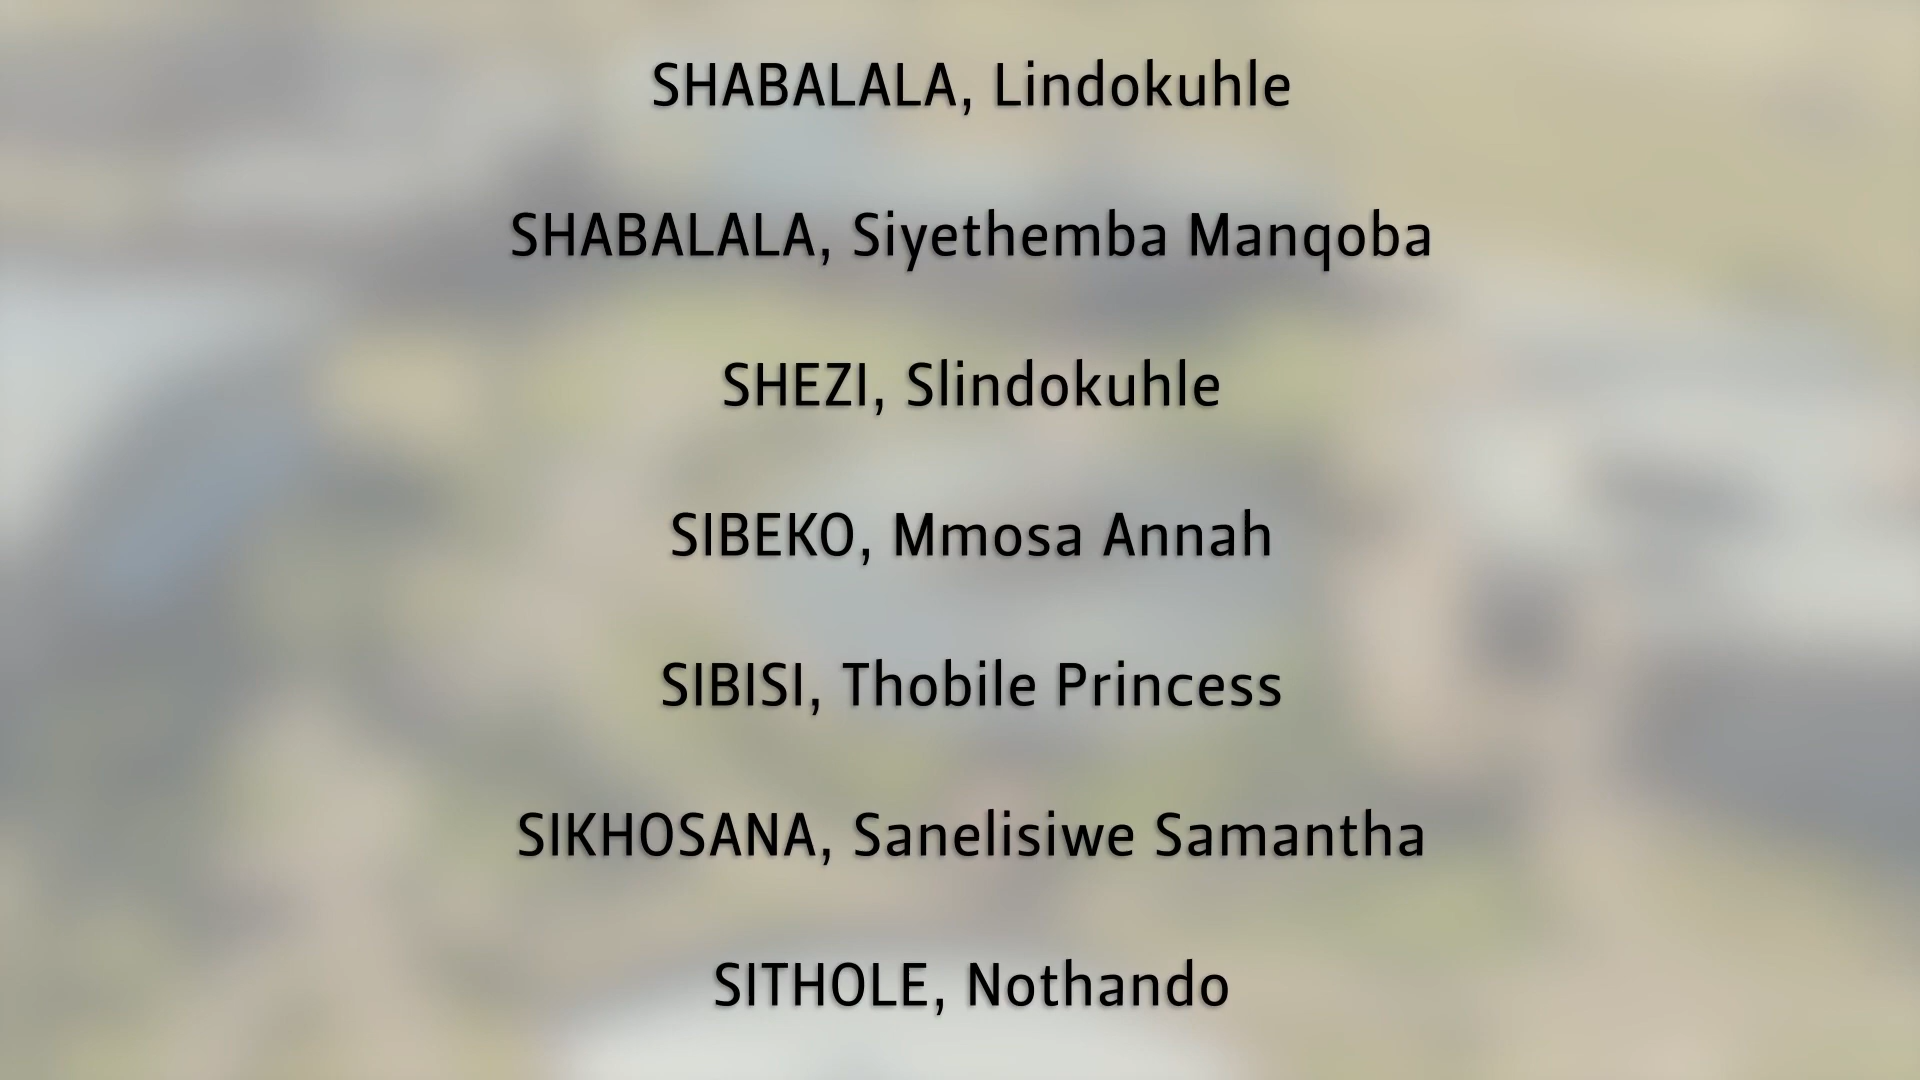 SHABALALA, Lindokuhle
SHABALALA, Siyethemba Manqoba
SHEZI, Slindokuhle
SIBEKO, Mmosa Annah
SIBISI, Thobile Princess
SIKHOSANA, Sanelisiwe Samantha
SITHOLE, Nothando